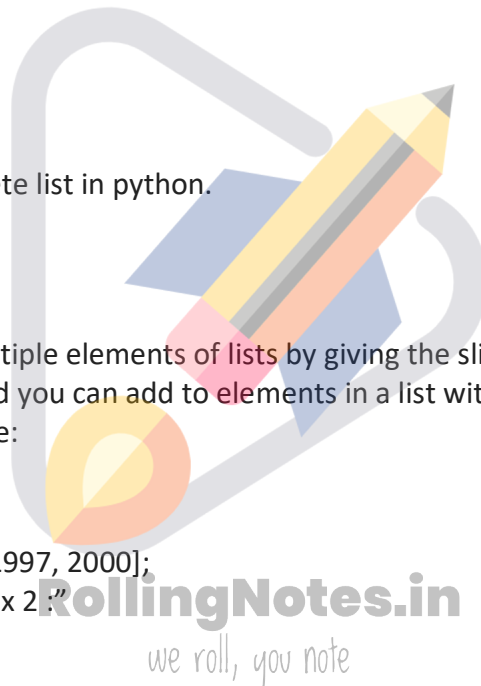 te list in python.
tiple elements of lists by giving the sli
d you can add to elements in a list wit
e:
1997, 2000];
x 2 :”
RollingNotes.in
we roll, you note